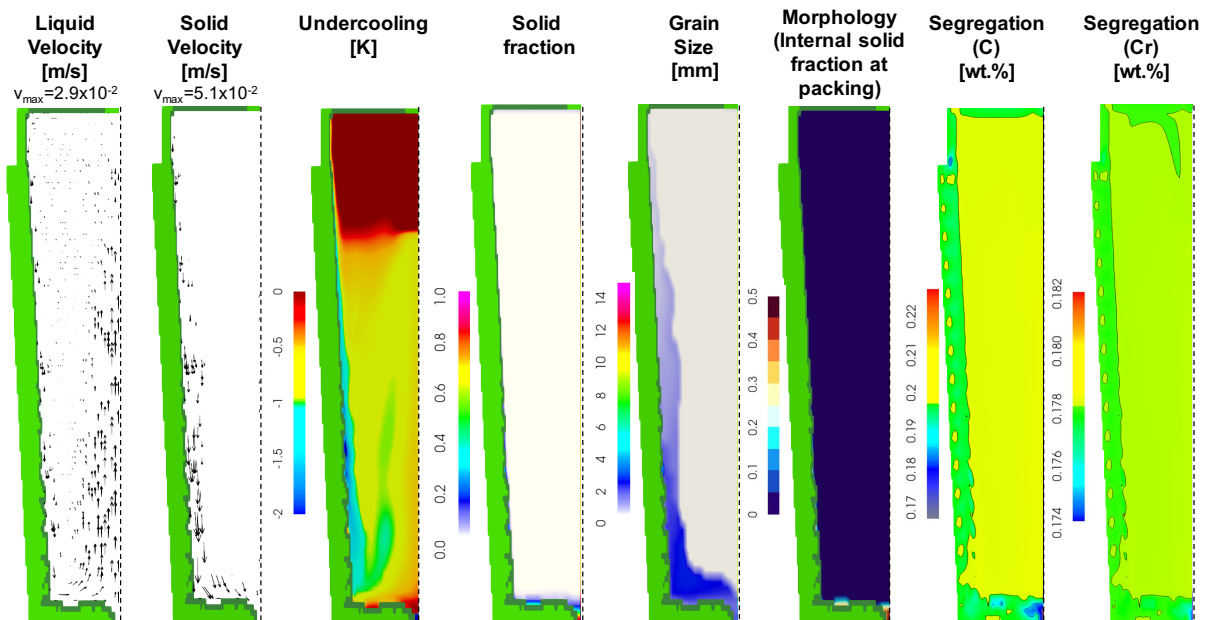 Liquid
Velocity
[m/s]
vmax=2.9x10-2
Solid
Velocity
[m/s]
vmax=5.1x10-2
Undercooling
[K]
Solid
fraction
Grain
Size
[mm]
Morphology
(Internal solid
fraction at
packing)
Segregation
(C)
[wt.%]
Segregation
(Cr)
[wt.%]
0
-0.5
-1
-1.5
-2
1.0
0.8
0.6
0.4
0.2
0.0
14
12
10
8
6
4
2
0
0.5
0.4
0.3
0.2
0.1
0
0.22
0.21
0.2
0.19
0.18
0.17
0.182
0.180
0.178
0.176
0.174